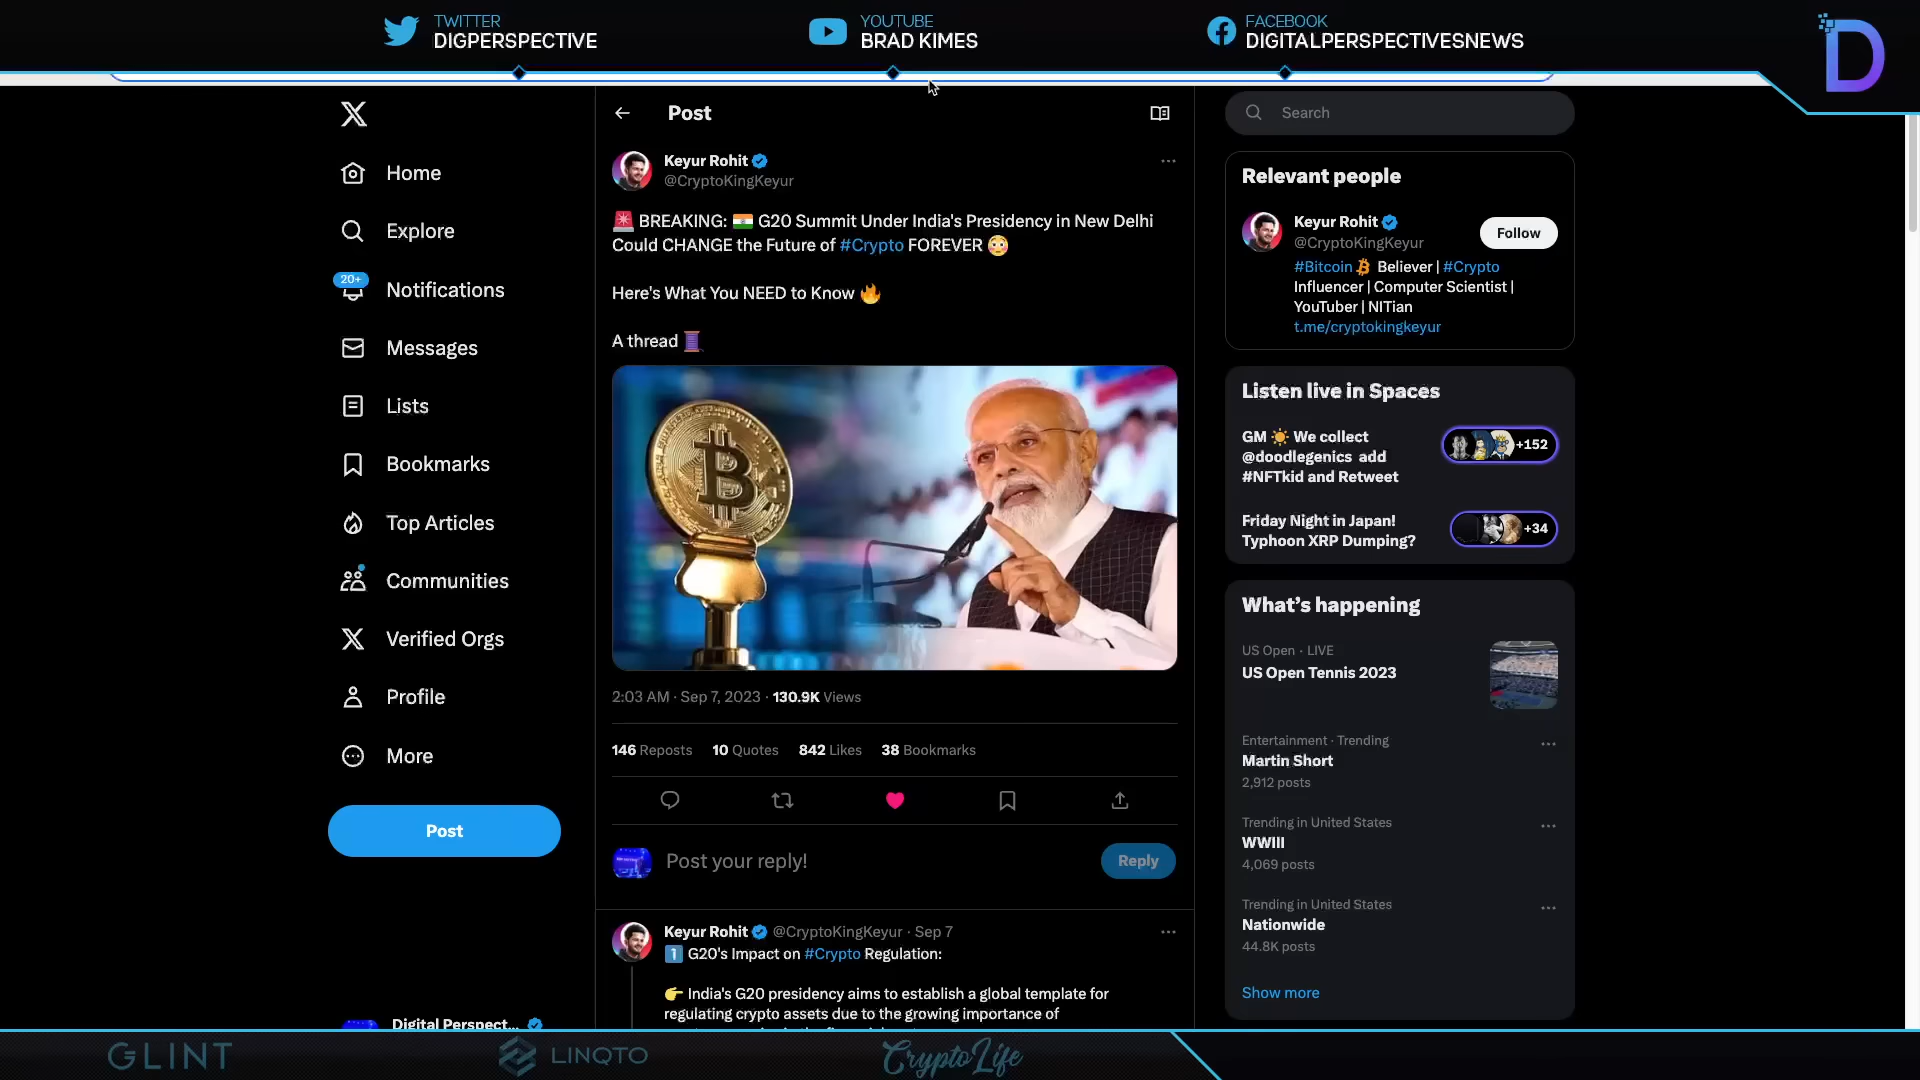 TWITTER
DIGPERSPECTIVE
YOUTUBE
BRAD KIMES
FACEBOOK
DIGITALPERSPECTIVESNEWS
D
Home
Explore
20+
Notifications
Messages
Lists
Bookmarks
Top Articles
Communities
Verified Orgs
Profile
More
Post
Digital Perspect...
Post
Keyur Rohit
@CryptoKingKeyur
🚨 BREAKING: 🇮🇳 G20 Summit Under India's Presidency in New Delhi
Could CHANGE the Future of #Crypto FOREVER 😳
Here's What You NEED to Know 🔥
A thread 🧵
2:03 AM · Sep 7, 2023 · 130.9K Views
146 Reposts 10 Quotes 842 Likes 38 Bookmarks
Post your reply!
Reply
Keyur Rohit @CryptoKingKeyur · Sep 7
1️⃣ G20's Impact on #Crypto Regulation:
👉 India's G20 presidency aims to establish a global template for
regulating crypto assets due to the growing importance of
Search
Relevant people
Keyur Rohit
@CryptoKingKeyur
Follow
#Bitcoin Believer | #Crypto
Influencer | Computer Scientist |
YouTuber | NITian
t.me/cryptokingkeyur
Listen live in Spaces
GM ☀️ We collect
@doodlegenics add
#NFTkid and Retweet
+152
Friday Night in Japan!
Typhoon XRP Dumping?
+34
What's happening
US Open · LIVE
US Open Tennis 2023
Entertainment · Trending
Martin Short
2,912 posts
Trending in United States
WWIII
4,069 posts
Trending in United States
Nationwide
44.8K posts
Show more
GLINT
LINQTO
CryptoLife